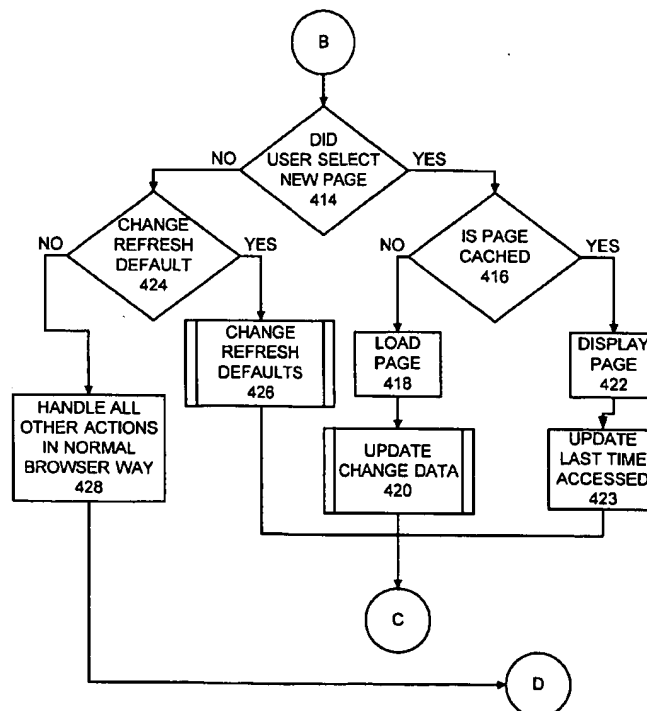 B
DID
USER SELECT
NEW PAGE
414
NO
YES
CHANGE
REFRESH
DEFAULT
424
NO
YES
IS PAGE
CACHED
416
NO
YES
CHANGE
REFRESH
DEFAULTS
426
LOAD
PAGE
418
DISPLAY
PAGE
422
HANDLE ALL
OTHER ACTIONS
IN NORMAL
BROWSER WAY
428
UPDATE
CHANGE DATA
420
UPDATE
LAST TIME
ACCESSED
423
C
D